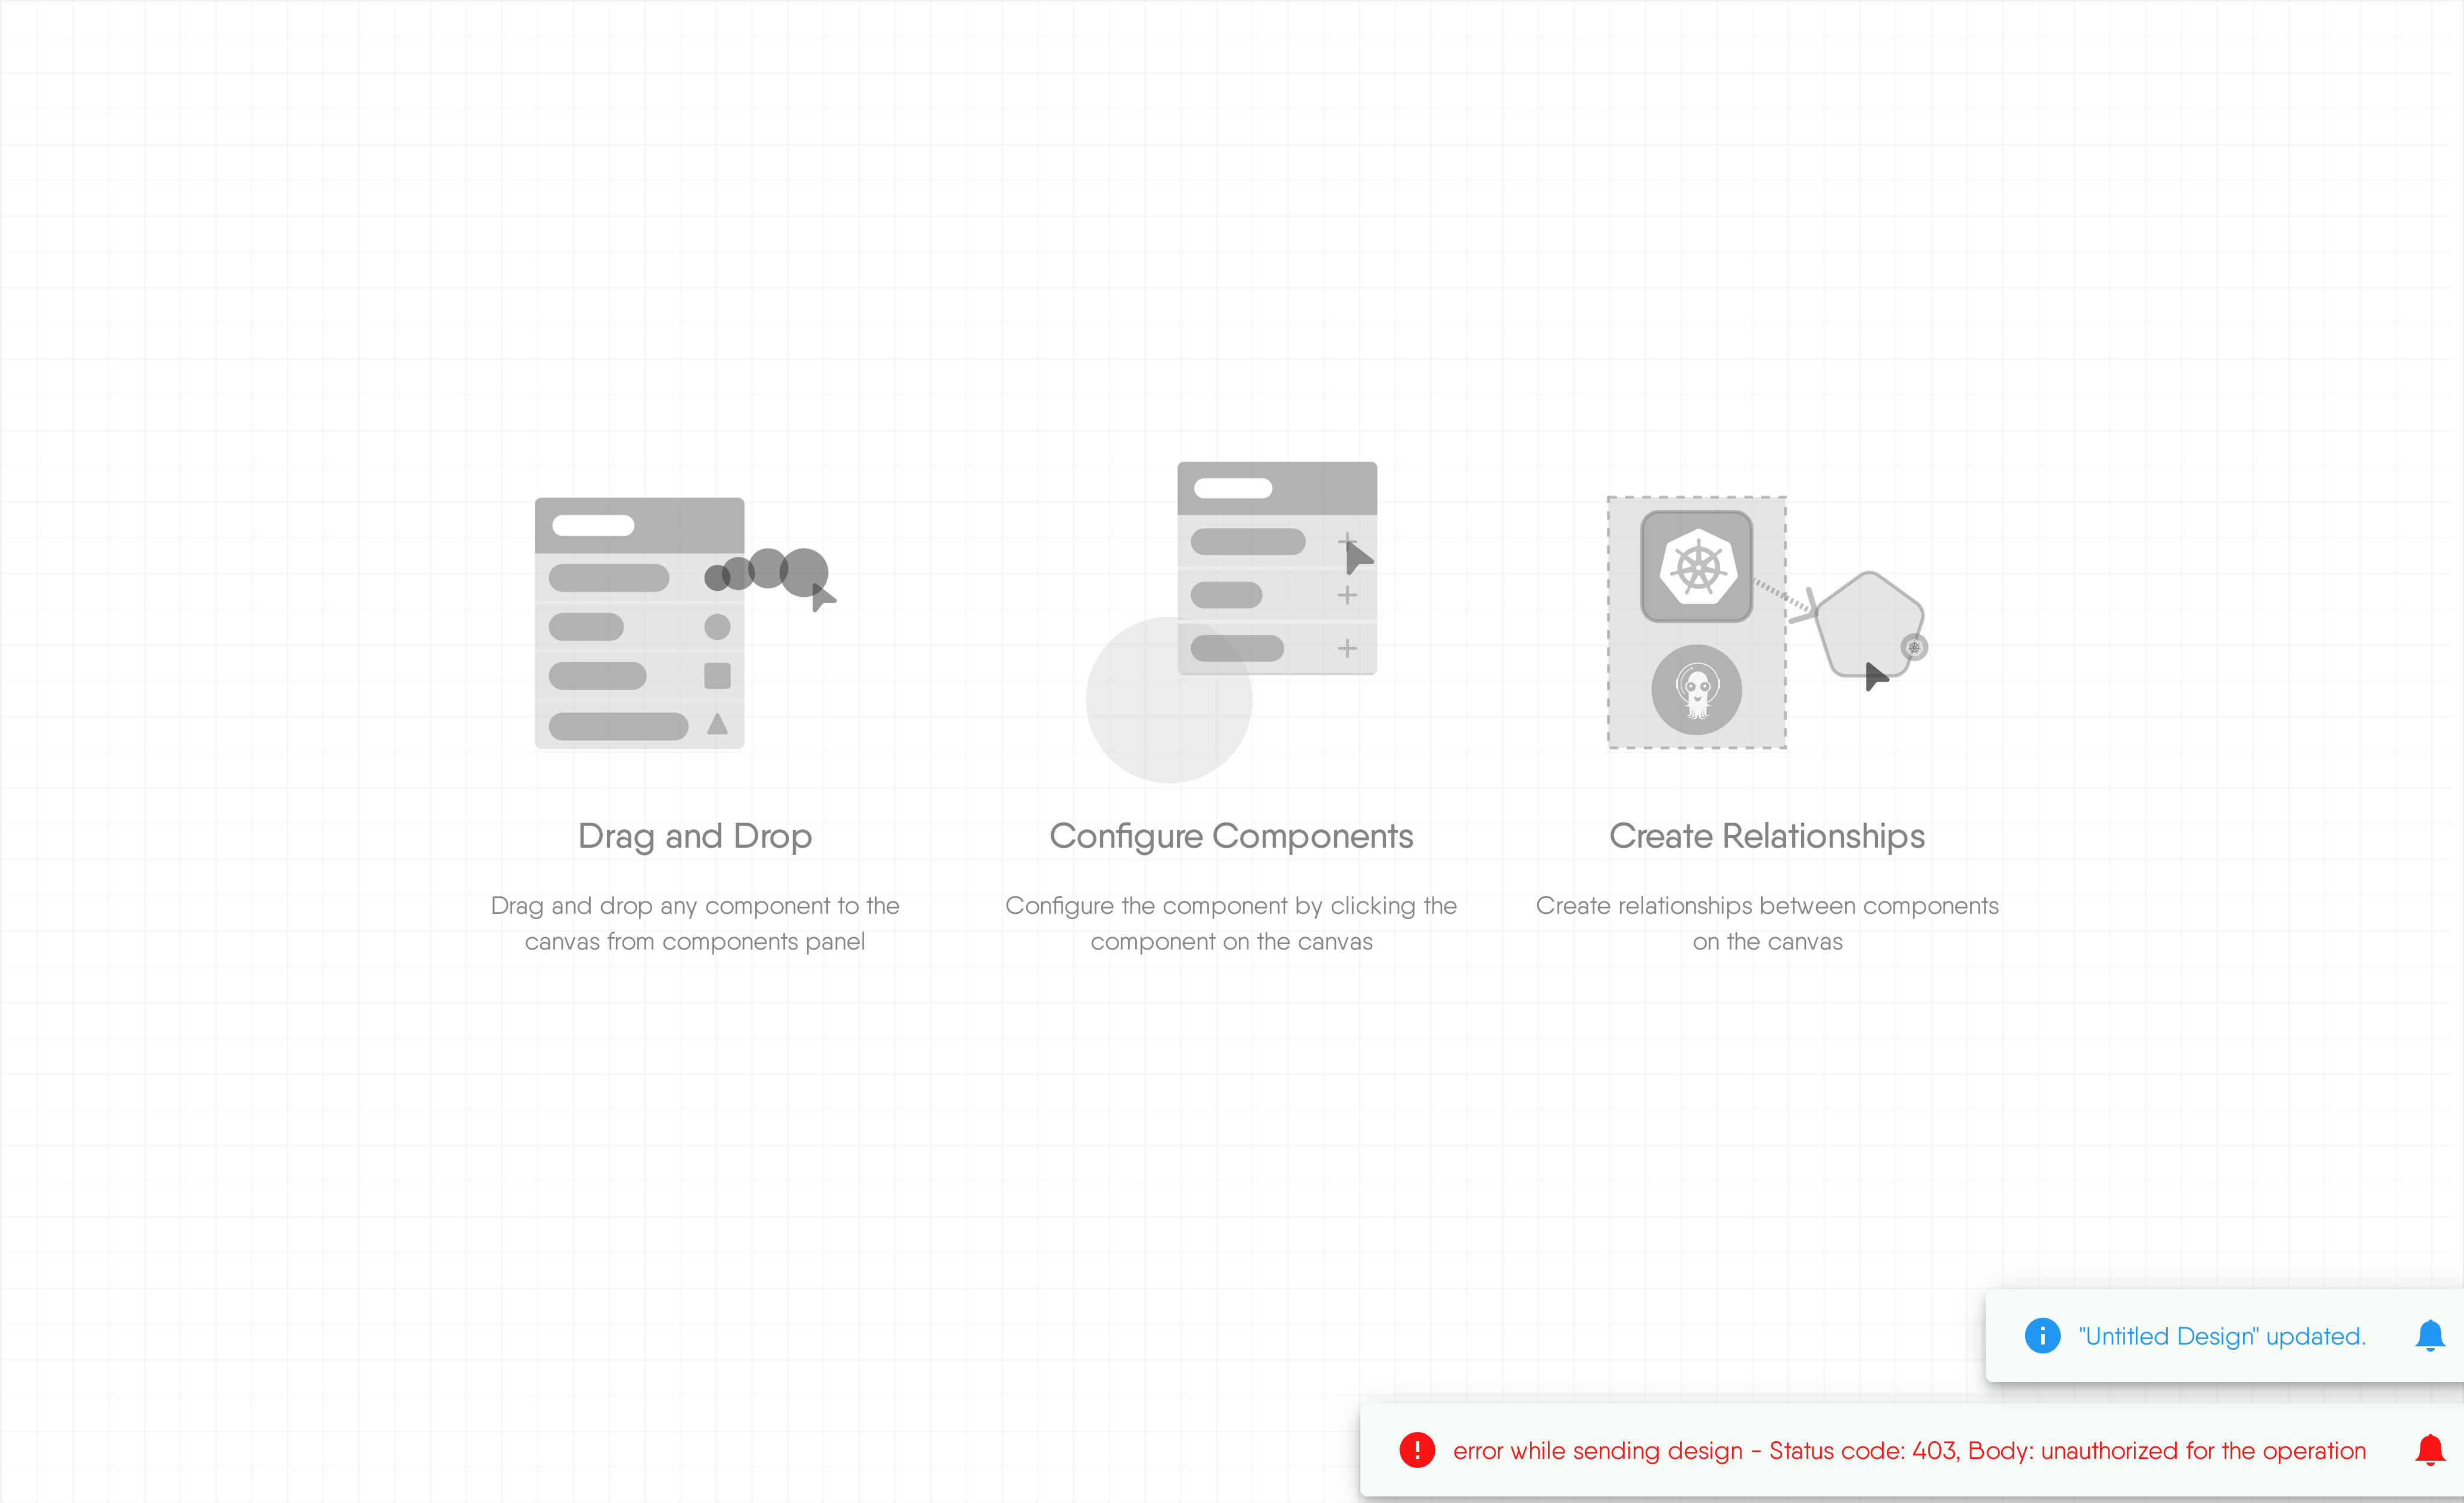 Drag and Drop
Drag and drop any component to the
canvas from components panel
Configure Components
Configure the component by clicking the
component on the canvas
Create Relationships
Create relationships between components
on the canvas
"Untitled Design" updated.
error while sending design - Status code: 403, Body: unauthorized for the operation